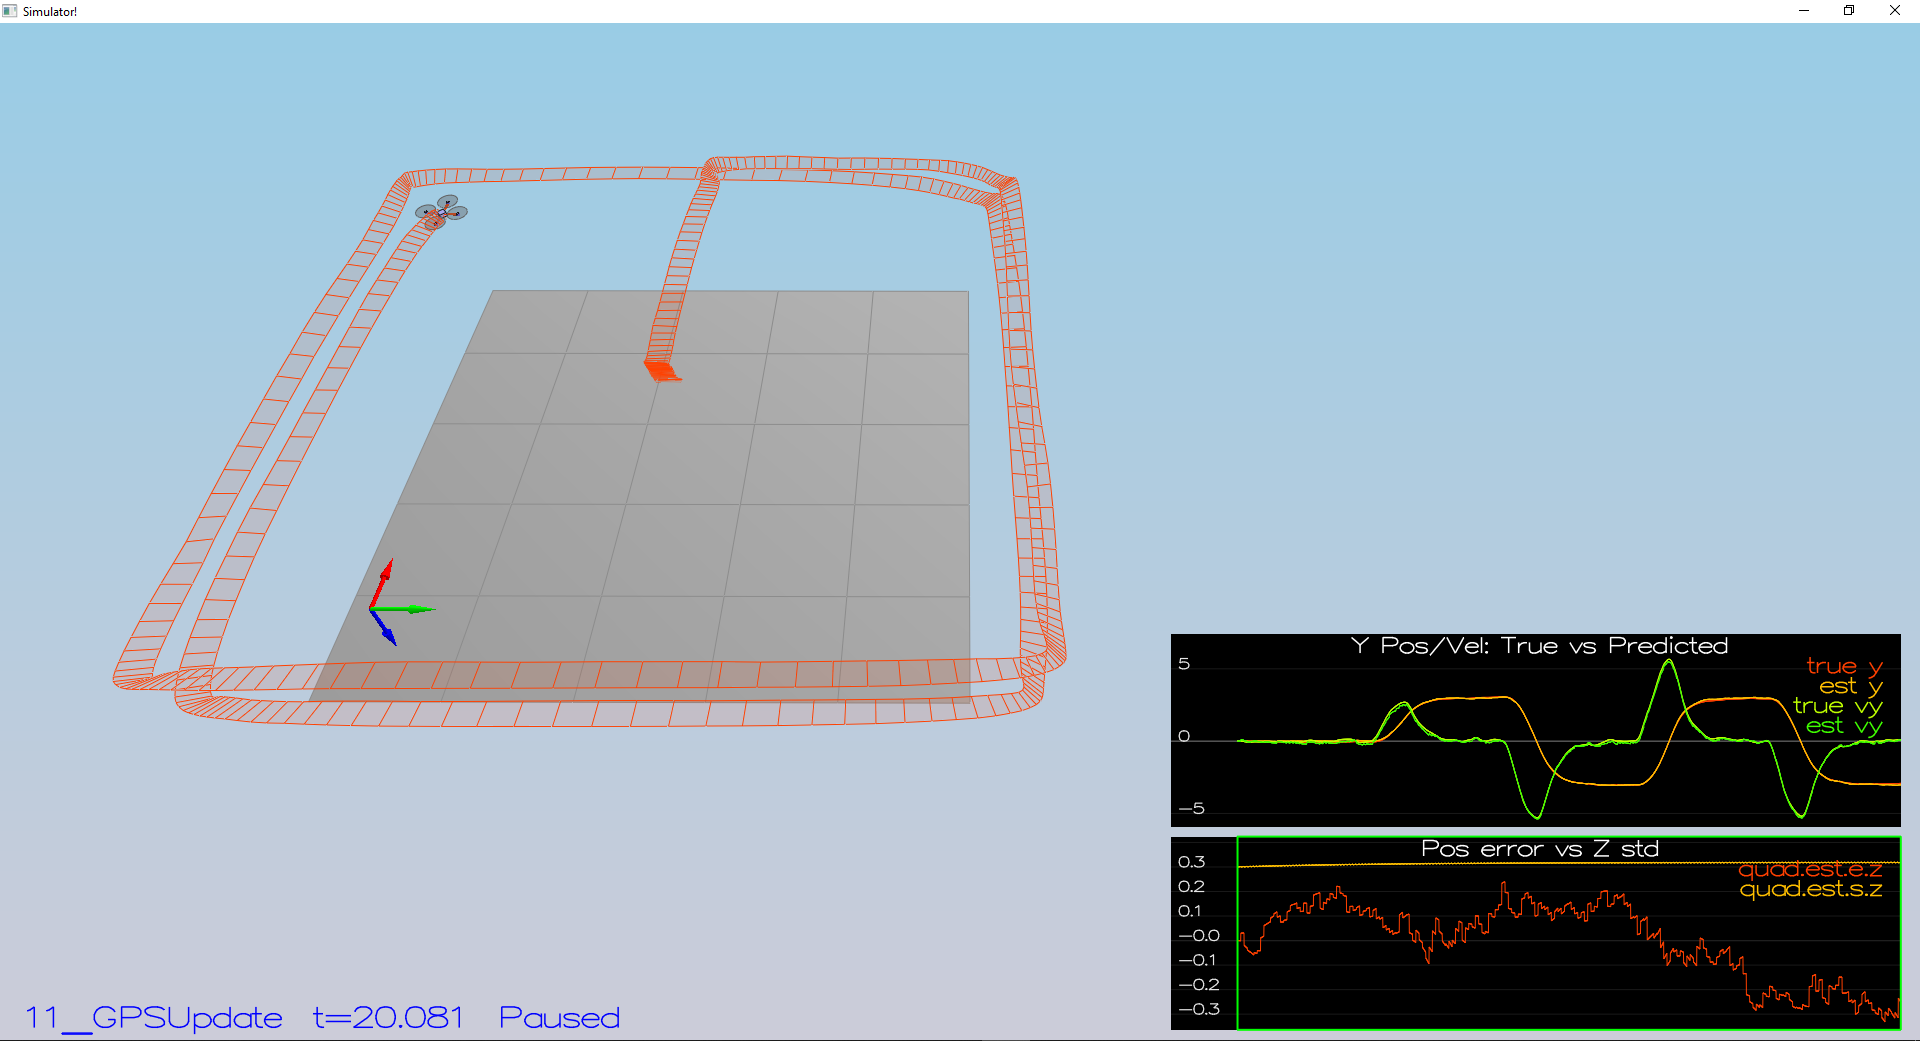 Simulator!
Y Pos/Vel: True vs Predicted
5
0
−5
true y
est y
true vy
est vy
Pos error vs Z std
0.3
0.2
0.1
−0.0
−0.1
−0.2
−0.3
quad.est.e.z
quad.est.s.z
11__GPSUpdate t=20.081 Paused